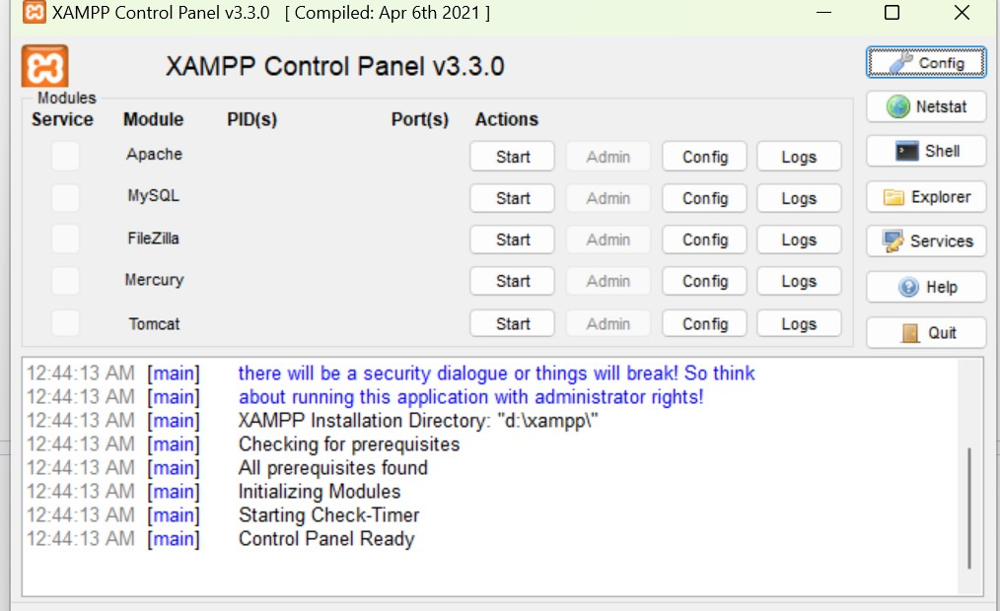 XAMPP Control Panel v3.3.0 [ Compiled: Apr 6th 2021 ]
XAMPP Control Panel v3.3.0
Config
Modules
Service Module PID(s) Port(s) Actions
Netstat
Apache Start Admin Config Logs
Shell
MySQL Start Admin Config Logs
Explorer
FileZilla Start Admin Config Logs
Services
Mercury Start Admin Config Logs
Help
Tomcat Start Admin Config Logs
Quit
12:44:13 AM [main] there will be a security dialogue or things will break! So think
12:44:13 AM [main] about running this application with administrator rights!
12:44:13 AM [main] XAMPP Installation Directory: "d:\xampp\"
12:44:13 AM [main] Checking for prerequisites
12:44:13 AM [main] All prerequisites found
12:44:13 AM [main] Initializing Modules
12:44:13 AM [main] Starting Check-Timer
12:44:13 AM [main] Control Panel Ready